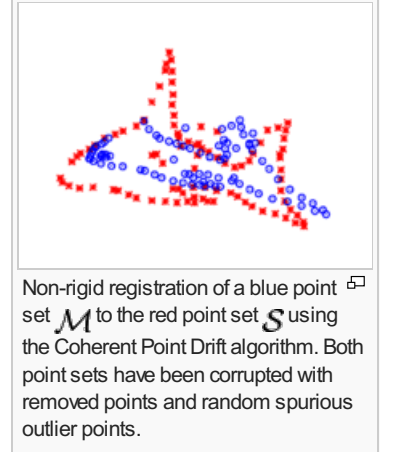 Non-rigid registration of a blue point
set ℳ to the red point set 𝒮 using
the Coherent Point Drift algorithm. Both
point sets have been corrupted with
removed points and random spurious
outlier points.